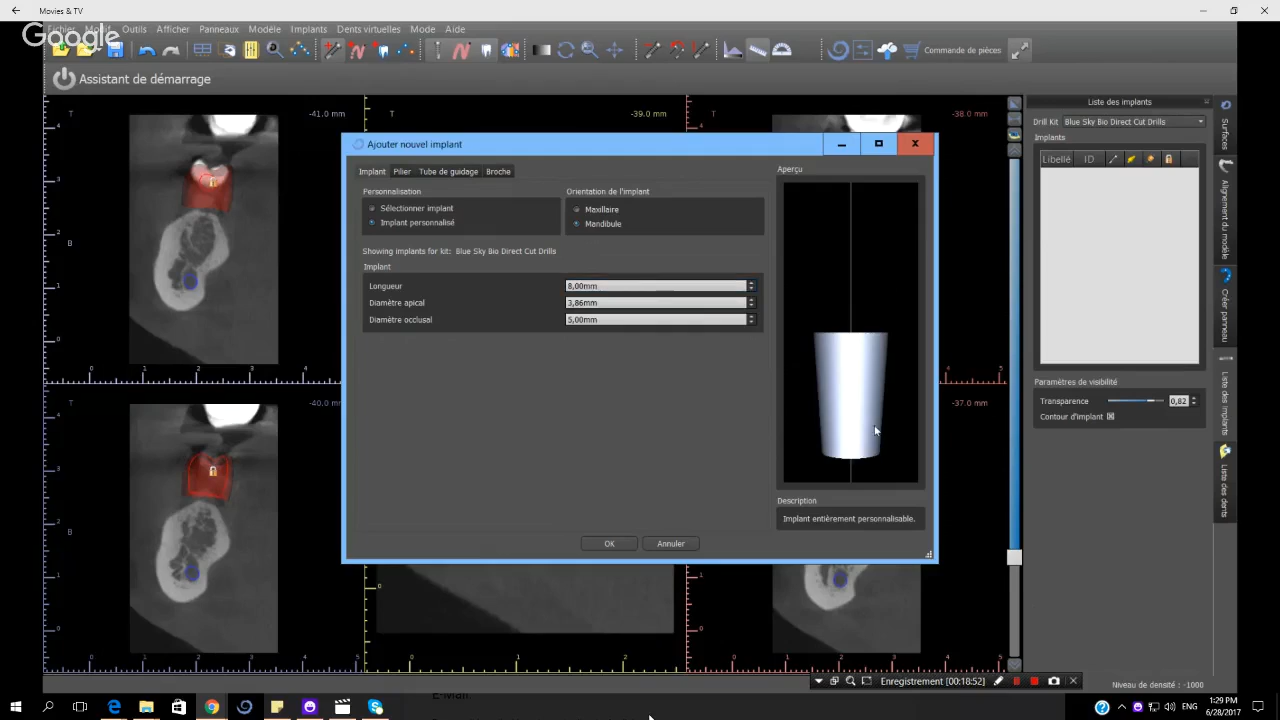 Movies & TV
Google
Fichier Modif Outils Afficher Panneaux Modèle Implants Dents virtuelles Mode Aide
Commande de pièces
Assistant de démarrage
T -41.0 mm T -39.0 mm T -38.0 mm
B
T -40.0 mm -37.0 mm
B
Ajouter nouvel implant
Implant Pilier Tube de guidage Broche
Personnalisation
Sélectionner implant
Implant personnalisé
Orientation de l'implant
Maxillaire
Mandibule
Showing implants for kit: Blue Sky Bio Direct Cut Drills
Implant
Longueur 8,00mm
Diamètre apical 3,86mm
Diamètre occlusal 5,00mm
Aperçu
Description
Implant entièrement personnalisable.
OK Annuler
Liste des implants
Drill Kit Blue Sky Bio Direct Cut Drills
Implants
Libellé ID
Paramètres de visibilité
Transparence 0,82
Contour d'implant
Surfaces
Alignement du modèle
Créer panneau
Liste des implants
Liste des dents
Enregistrement [00:18:52]
Niveau de densité : -1000
E-Mail:
ENG
1:29 PM
6/28/2017